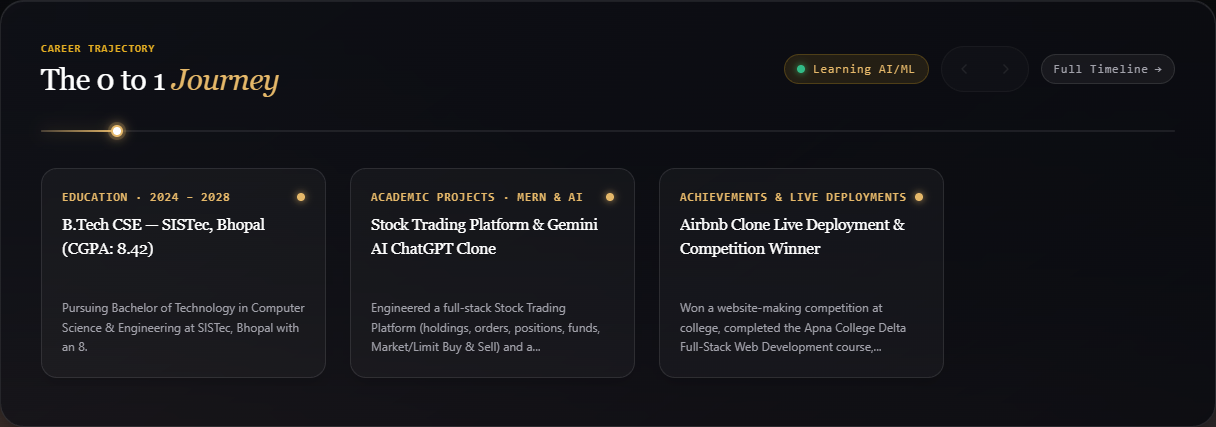 CAREER TRAJECTORY
The 0 to 1 Journey
Learning AI/ML
Full Timeline →
EDUCATION · 2024 – 2028
B.Tech CSE — SISTec, Bhopal
(CGPA: 8.42)
Pursuing Bachelor of Technology in Computer
Science & Engineering at SISTec, Bhopal with
an 8.
ACADEMIC PROJECTS · MERN & AI
Stock Trading Platform & Gemini
AI ChatGPT Clone
Engineered a full-stack Stock Trading
Platform (holdings, orders, positions, funds,
Market/Limit Buy & Sell) and a...
ACHIEVEMENTS & LIVE DEPLOYMENTS
Airbnb Clone Live Deployment &
Competition Winner
Won a website-making competition at
college, completed the Apna College Delta
Full-Stack Web Development course,...